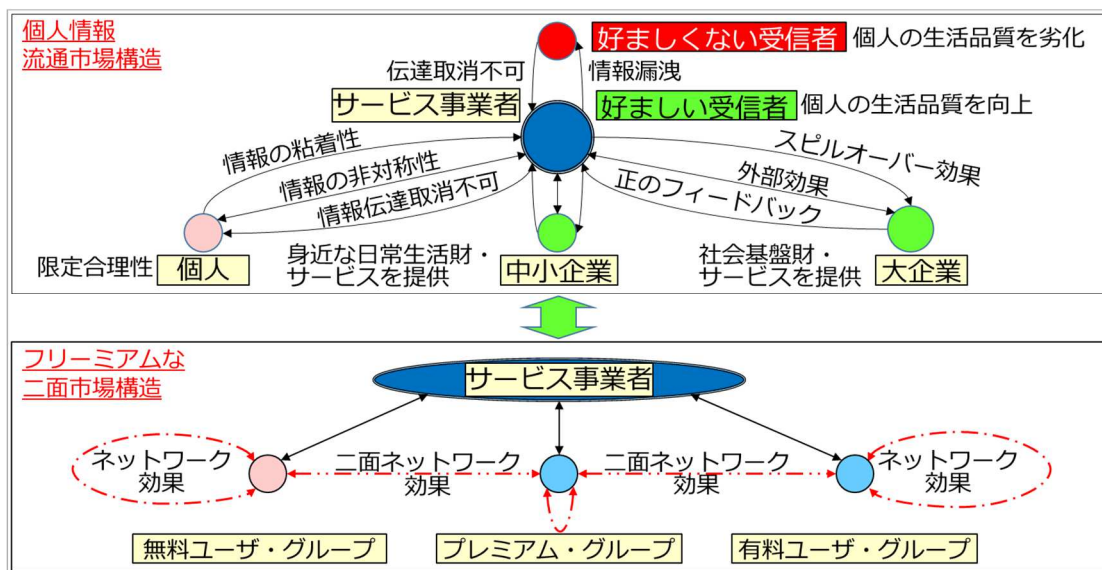 個人情報
流通市場構造
好ましくない受信者
個人の生活品質を劣化
伝達取消不可
情報漏洩
サービス事業者
好ましい受信者
個人の生活品質を向上
情報の粘着性
情報の非対称性
情報伝達取消不可
スピルオーバー効果
外部効果
正のフィードバック
限定合理性
個人
身近な日常生活財・
サービスを提供
中小企業
社会基盤財・
サービスを提供
大企業
フリーミアムな
二面市場構造
サービス事業者
ネットワーク
効果
二面ネットワーク
効果
二面ネットワーク
効果
ネットワーク
効果
無料ユーザ・グループ
プレミアム・グループ
有料ユーザ・グループ